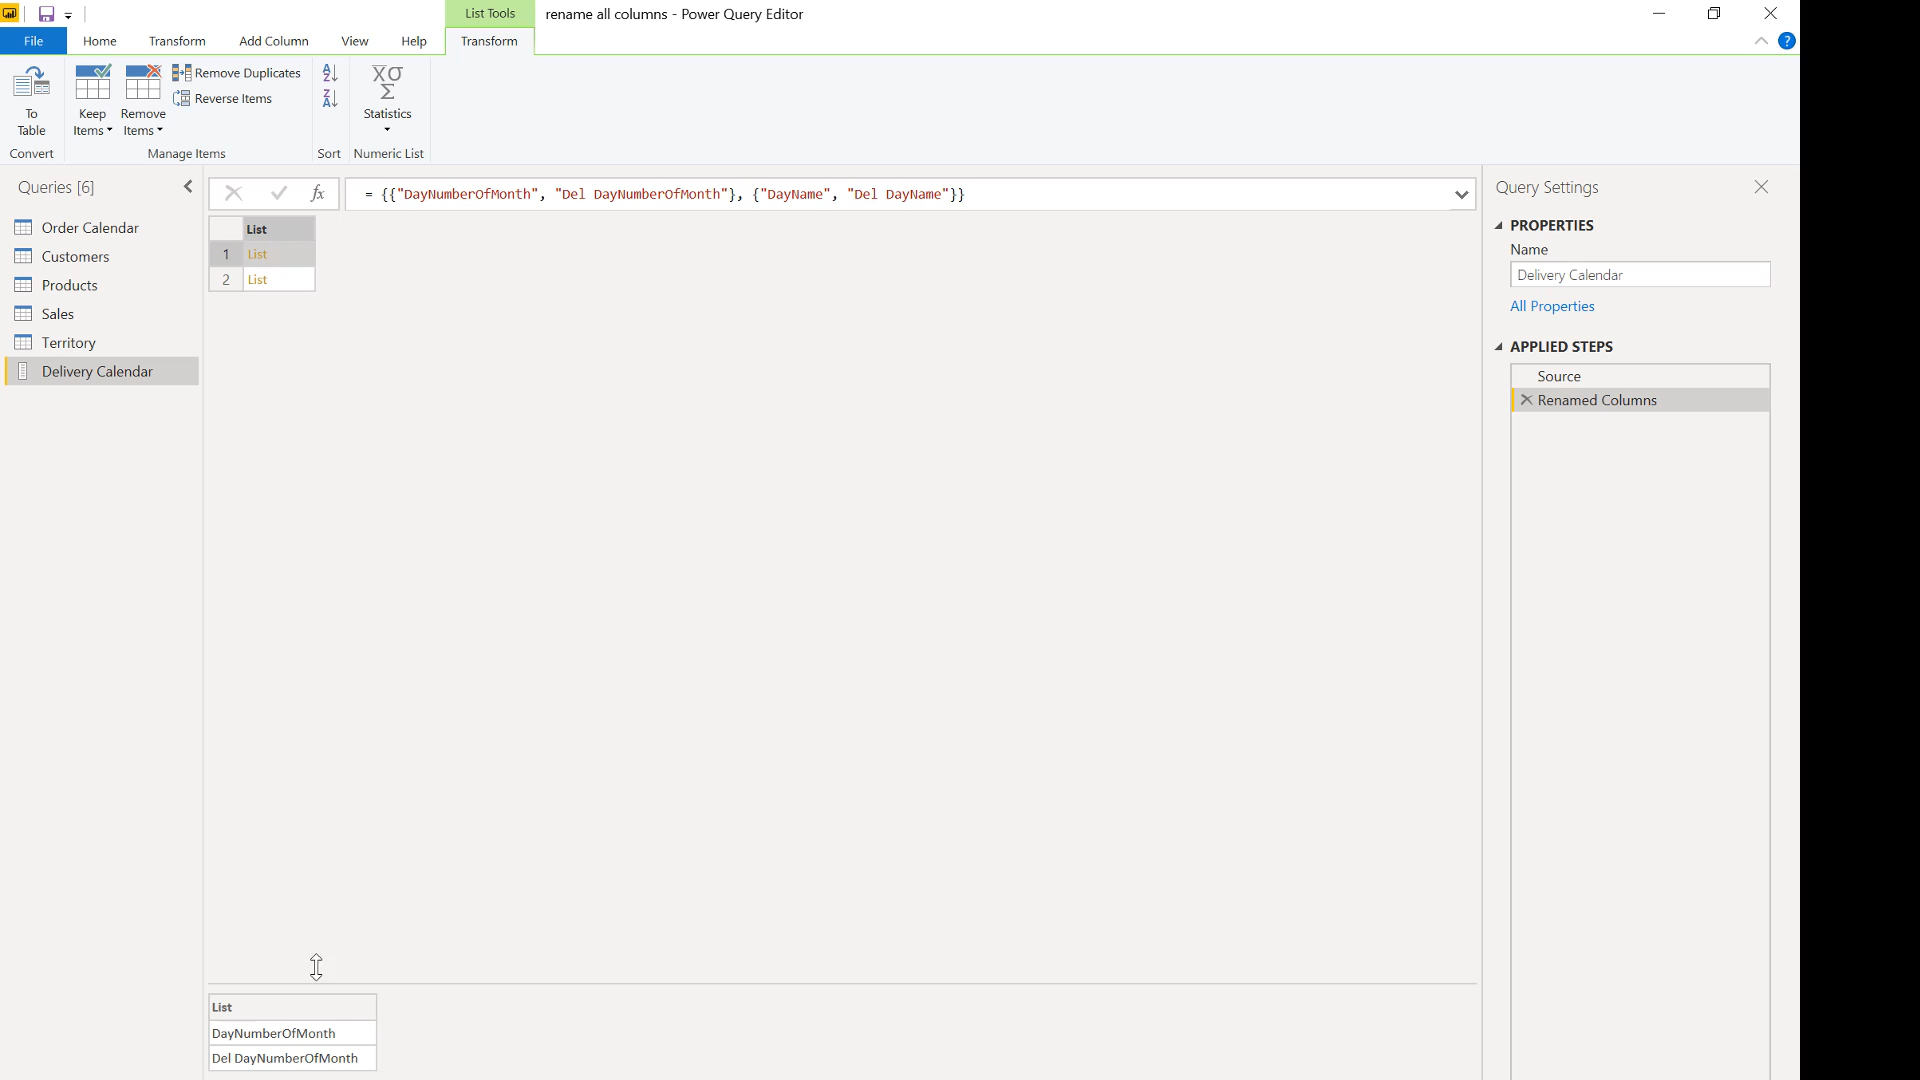 List Tools
rename all columns - Power Query Editor
File
Home
Transform
Add Column
View
Help
Transform
?
To
Table
Convert
Keep
Items
Remove
Items
Remove Duplicates
Reverse Items
Manage Items
A
Z
Z
A
Sort
Statistics
Numeric List
Queries [6]
Order Calendar
Customers
Products
Sales
Territory
Delivery Calendar
fx
= {{"DayNumberOfMonth", "Del DayNumberOfMonth"}, {"DayName", "Del DayName"}}
List
1 List
2 List
List
DayNumberOfMonth
Del DayNumberOfMonth
Query Settings
PROPERTIES
Name
Delivery Calendar
All Properties
APPLIED STEPS
Source
Renamed Columns